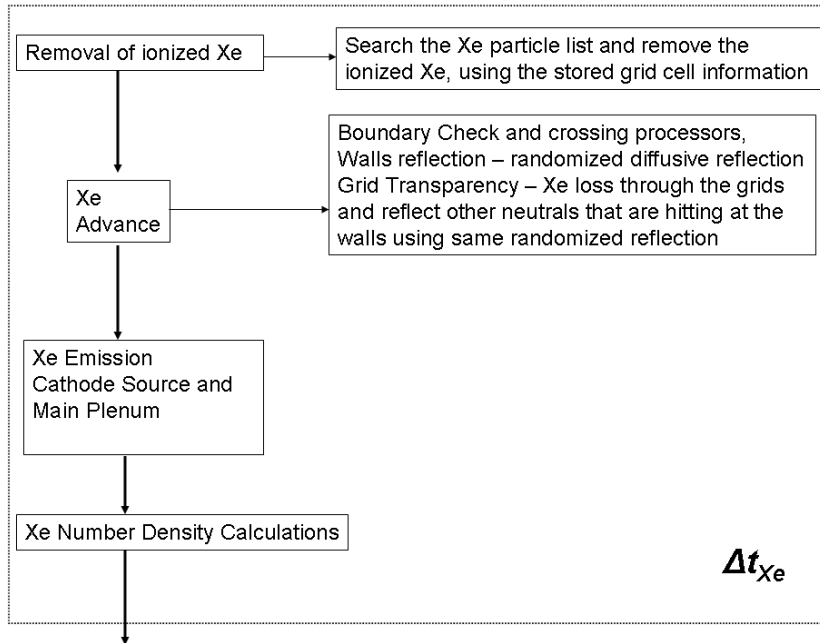 Removal of ionized Xe
Search the Xe particle list and remove the
ionized Xe, using the stored grid cell information
Boundary Check and crossing processors,
Walls reflection – randomized diffusive reflection
Grid Transparency – Xe loss through the grids
and reflect other neutrals that are hitting at the
walls using same randomized reflection
Xe
Advance
Xe Emission
Cathode Source and
Main Plenum
Xe Number Density Calculations
Δt_Xe